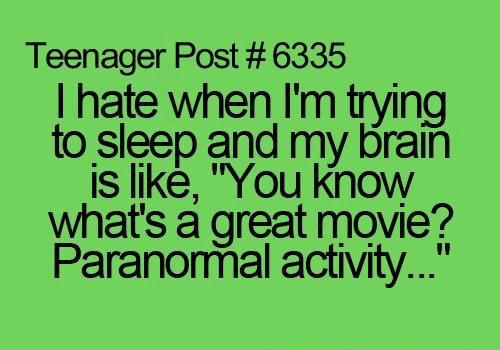 Teenager Post # 6335
I hate when I'm trying
to sleep and my brain
is like, "You know
what's a great movie?
Paranormal activity..."